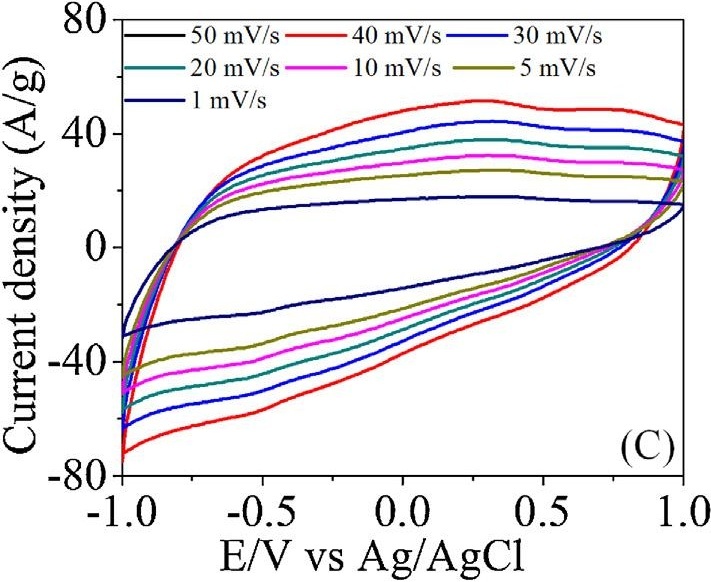 80
50 mV/s 40 mV/s 30 mV/s
20 mV/s 10 mV/s 5 mV/s
1 mV/s
40
0
-40
-80
Current density (A/g)
(C)
-1.0 -0.5 0.0 0.5 1.0
E/V vs Ag/AgCl